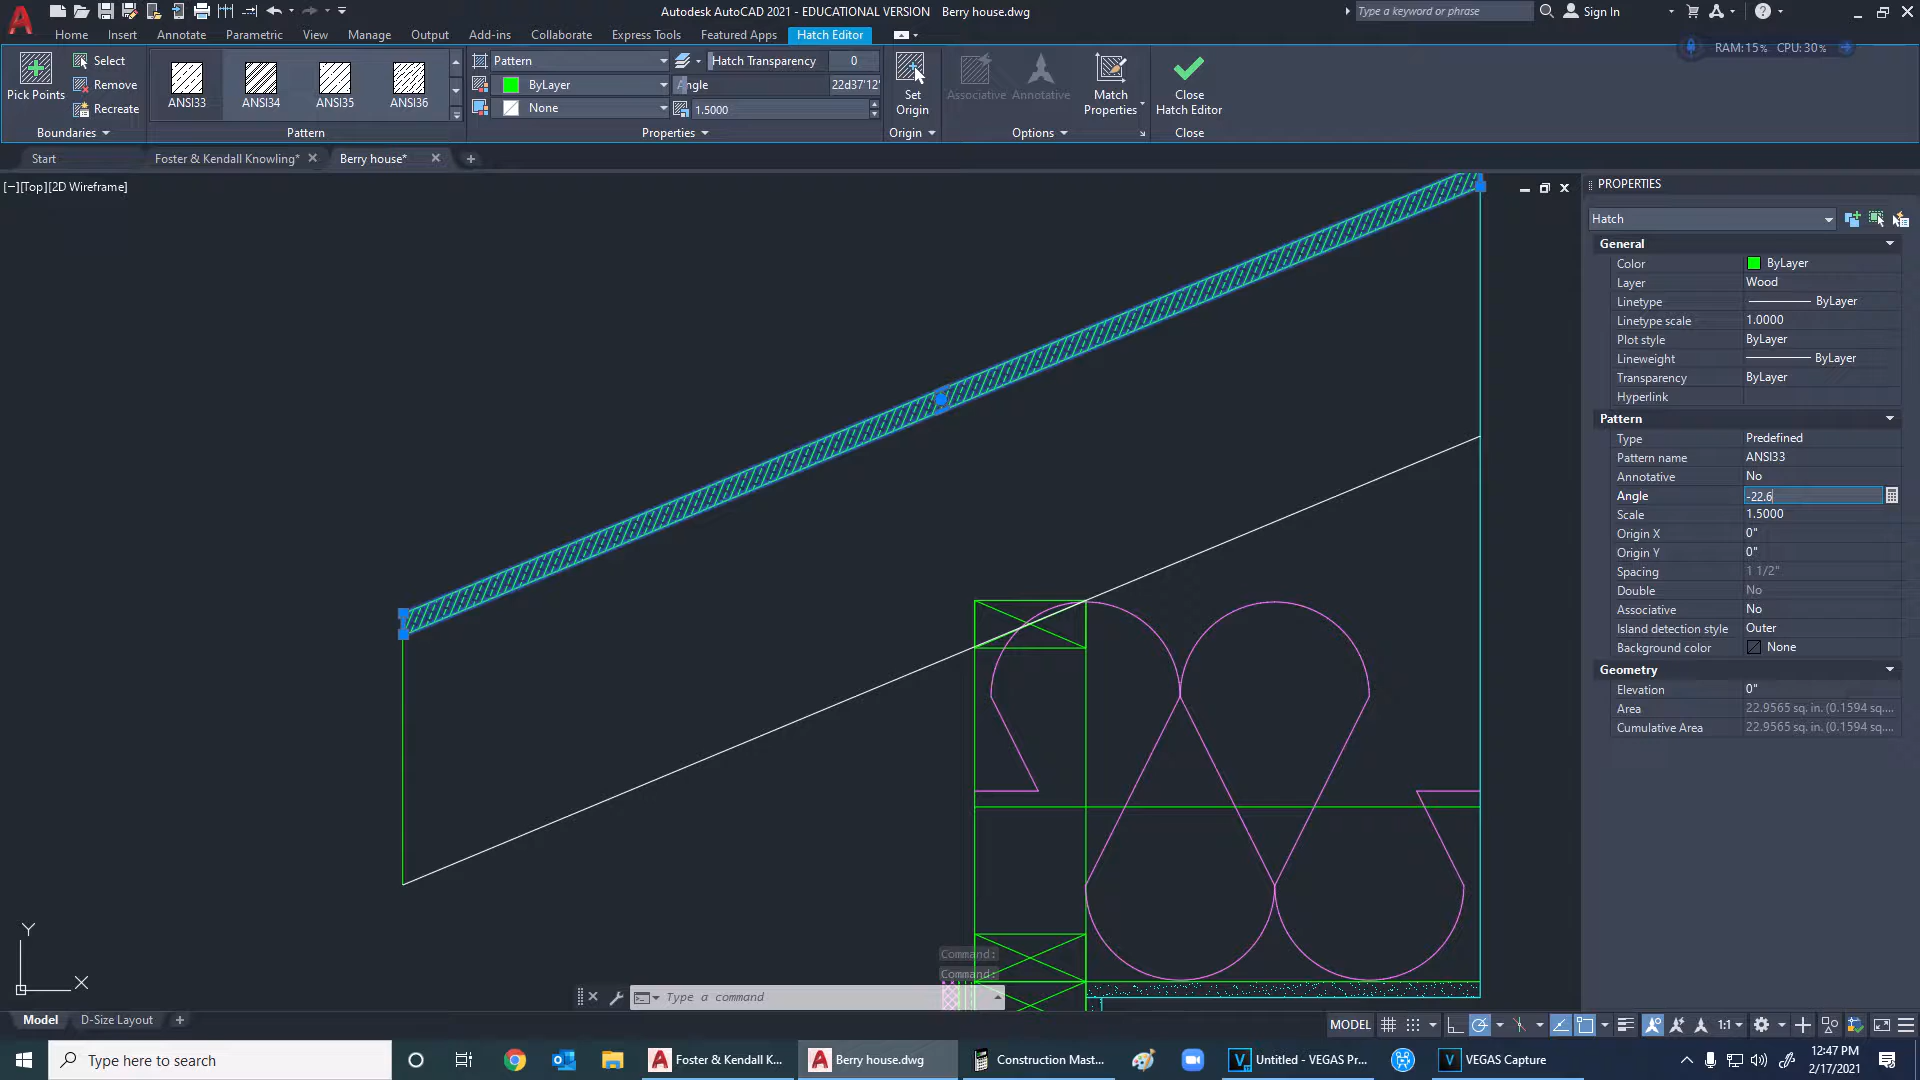 Autodesk AutoCAD 2021 - EDUCATIONAL VERSION Berry house.dwg
Type a keyword or phrase
Sign In
Home Insert Annotate Parametric View Manage Output Add-ins Collaborate Express Tools Featured Apps Hatch Editor
RAM:15% CPU:30%
Pick Points
Select
Remove
Recreate
Boundaries
ANSI33 ANSI34 ANSI35 ANSI36
Pattern
Pattern
ByLayer
None
Hatch Transparency 0
Angle 22d37'12"
1.5000
Properties
Set
Origin
Origin
Associative Annotative
Match
Properties
Options
Close
Hatch Editor
Close
Start Foster & Kendall Knowling* Berry house*
[−][Top][2D Wireframe]
PROPERTIES
Hatch
General
Color ByLayer
Layer Wood
Linetype ByLayer
Linetype scale 1.0000
Plot style ByLayer
Lineweight ByLayer
Transparency ByLayer
Hyperlink
Pattern
Type Predefined
Pattern name ANSI33
Annotative No
Angle -22.6
Scale 1.5000
Origin X 0"
Origin Y 0"
Spacing 1 1/2"
Double No
Associative No
Island detection style Outer
Background color None
Geometry
Elevation 0"
Area 22.9565 sq. in. (0.1594 sq....
Cumulative Area 22.9565 sq. in. (0.1594 sq....
Y
X
Command:
Command:
Type a command
Model D-Size Layout
MODEL
1:1
Type here to search
Foster & Kendall K...
Berry house.dwg
Construction Mast...
Untitled - VEGAS Pr...
VEGAS Capture
12:47 PM
2/17/2021